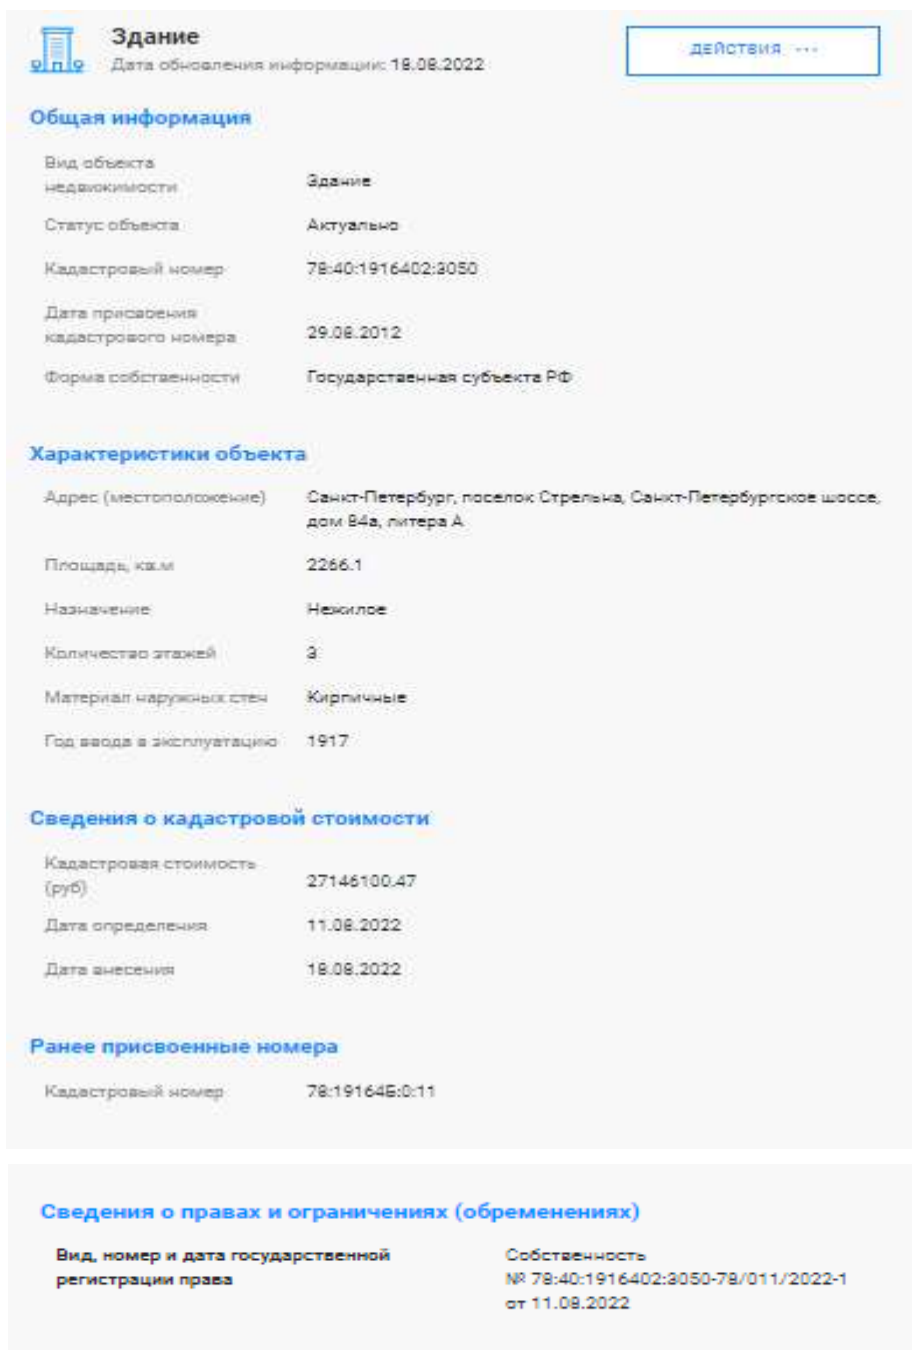 Здание
Дата обновления информации: 18.08.2022
ДЕЙСТВИЯ ···
Общая информация
Вид объекта
недвижимости
Здание
Статус объекта
Актуально
Кадастровый номер
78:40:1916402:3050
Дата присвоения
кадастрового номера
29.08.2012
Форма собственности
Государственная субъекта РФ
Характеристики объекта
Адрес (местоположение)
Санкт-Петербург, поселок Стрельна, Санкт-Петербургское шоссе,
дом 84а, литера А
Площадь, кв.м
2266.1
Назначение
Нежилое
Количество этажей
3
Материал наружных стен
Кирпичные
Год ввода в эксплуатацию
1917
Сведения о кадастровой стоимости
Кадастровая стоимость
(руб)
27146100.47
Дата определения
11.08.2022
Дата внесения
18.08.2022
Ранее присвоенные номера
Кадастровый номер
78:19164Б:0:11
Сведения о правах и ограничениях (обременениях)
Вид, номер и дата государственной
регистрации права
Собственность
№ 78:40:1916402:3050-78/011/2022-1
от 11.08.2022